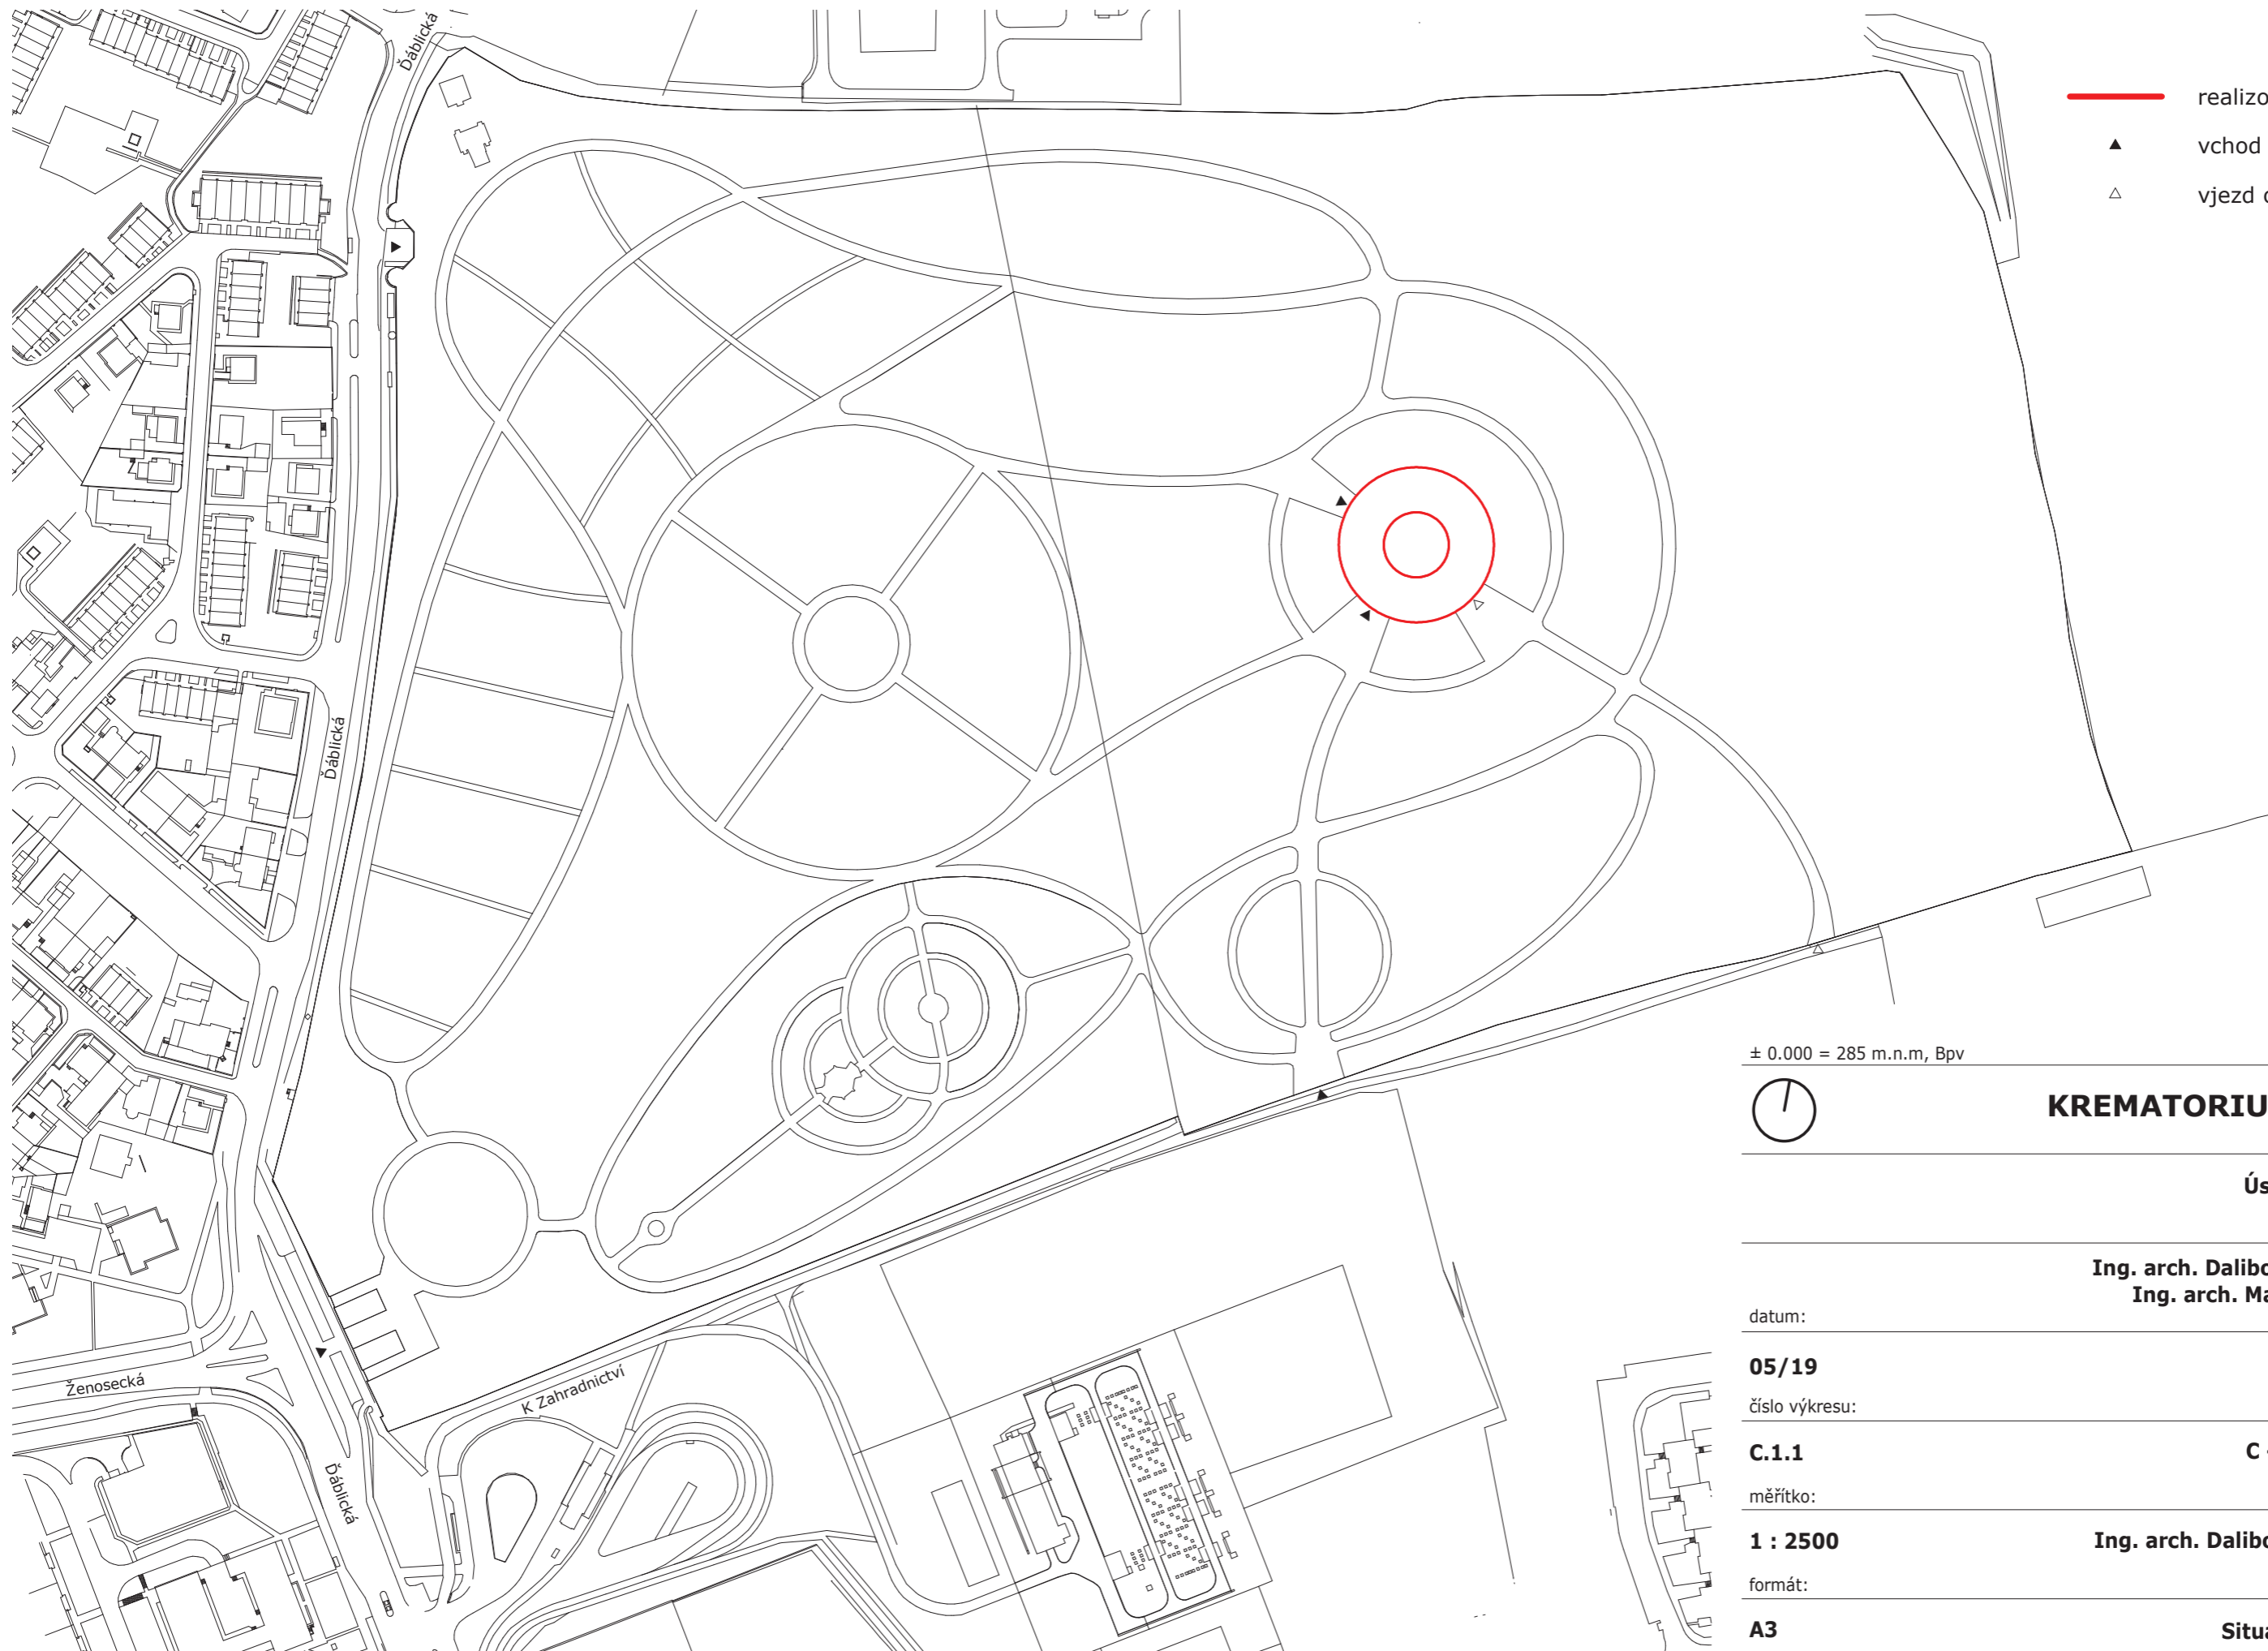 Ďáblická
realizo
vchod
vjezd
Ďáblická
± 0.000 = 285 m.n.m, Bpv
KREMATORIU
Ús
Ing. arch. Dalibo
Ing. arch. Ma
datum:
05/19
číslo výkresu:
C.1.1
C
měřítko:
1 : 2500
Ing. arch. Dalibo
formát:
A3
Situ
Ženosecká
K Zahradnictví
Ďáblická